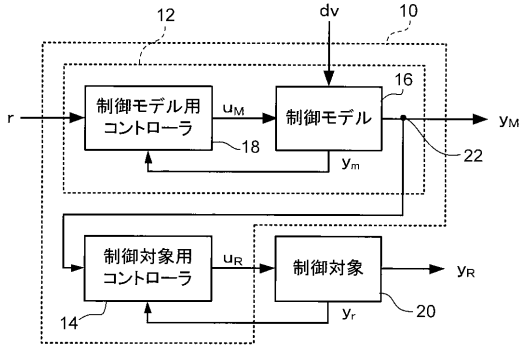 12
dv
10
制御モデル用
コントローラ
18
r
uM
制御モデル
16
yM
22
ym
制御対象用
コントローラ
14
uR
制御対象
20
yR
yr